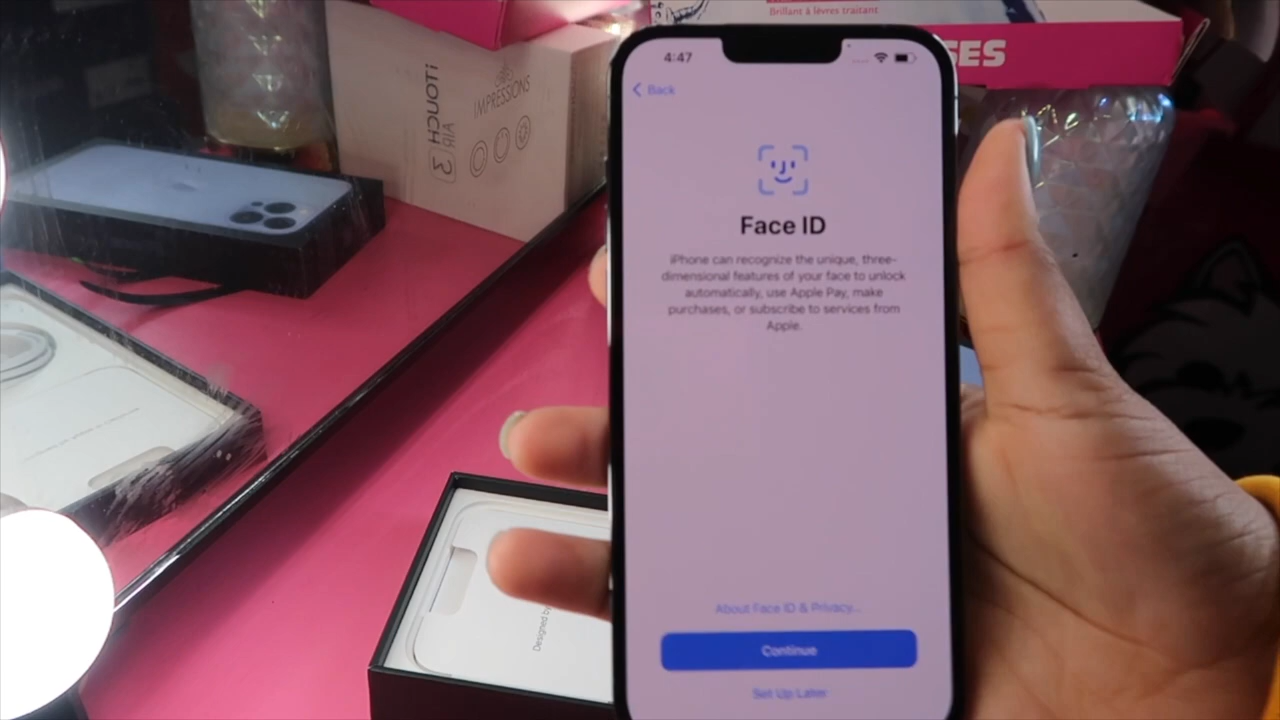 Brillant à lèvres traitant
SES
iTOUCH
AIR
3
IMPRESSIONS
4:47
Back
Face ID
iPhone can recognize the unique, three-
dimensional features of your face to unlock
automatically, use Apple Pay, make
purchases, or subscribe to services from
Apple.
About Face ID & Privacy...
Continue
Set Up Later
Designed by